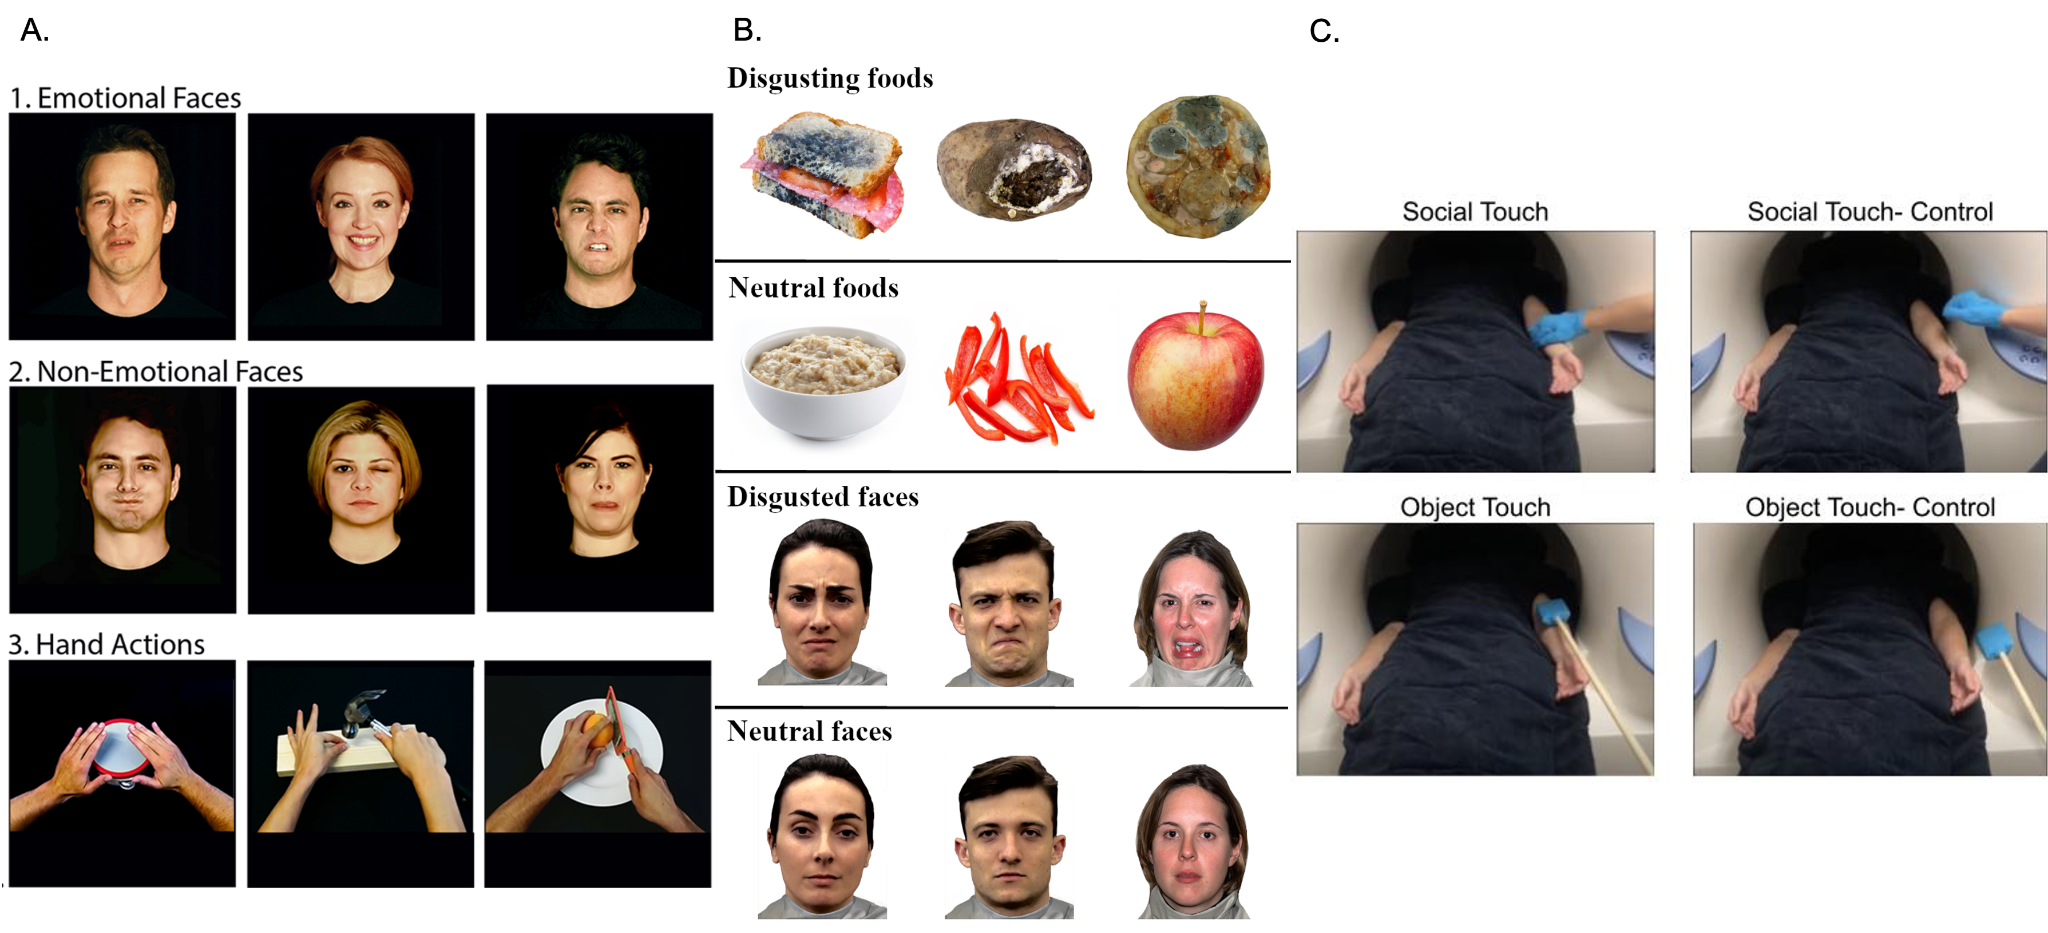 A.
1. Emotional Faces
2. Non-Emotional Faces
3. Hand Actions
B.
Disgusting foods
Neutral foods
Disgusted faces
Neutral faces
C.
Social Touch
Social Touch- Control
Object Touch
Object Touch- Control